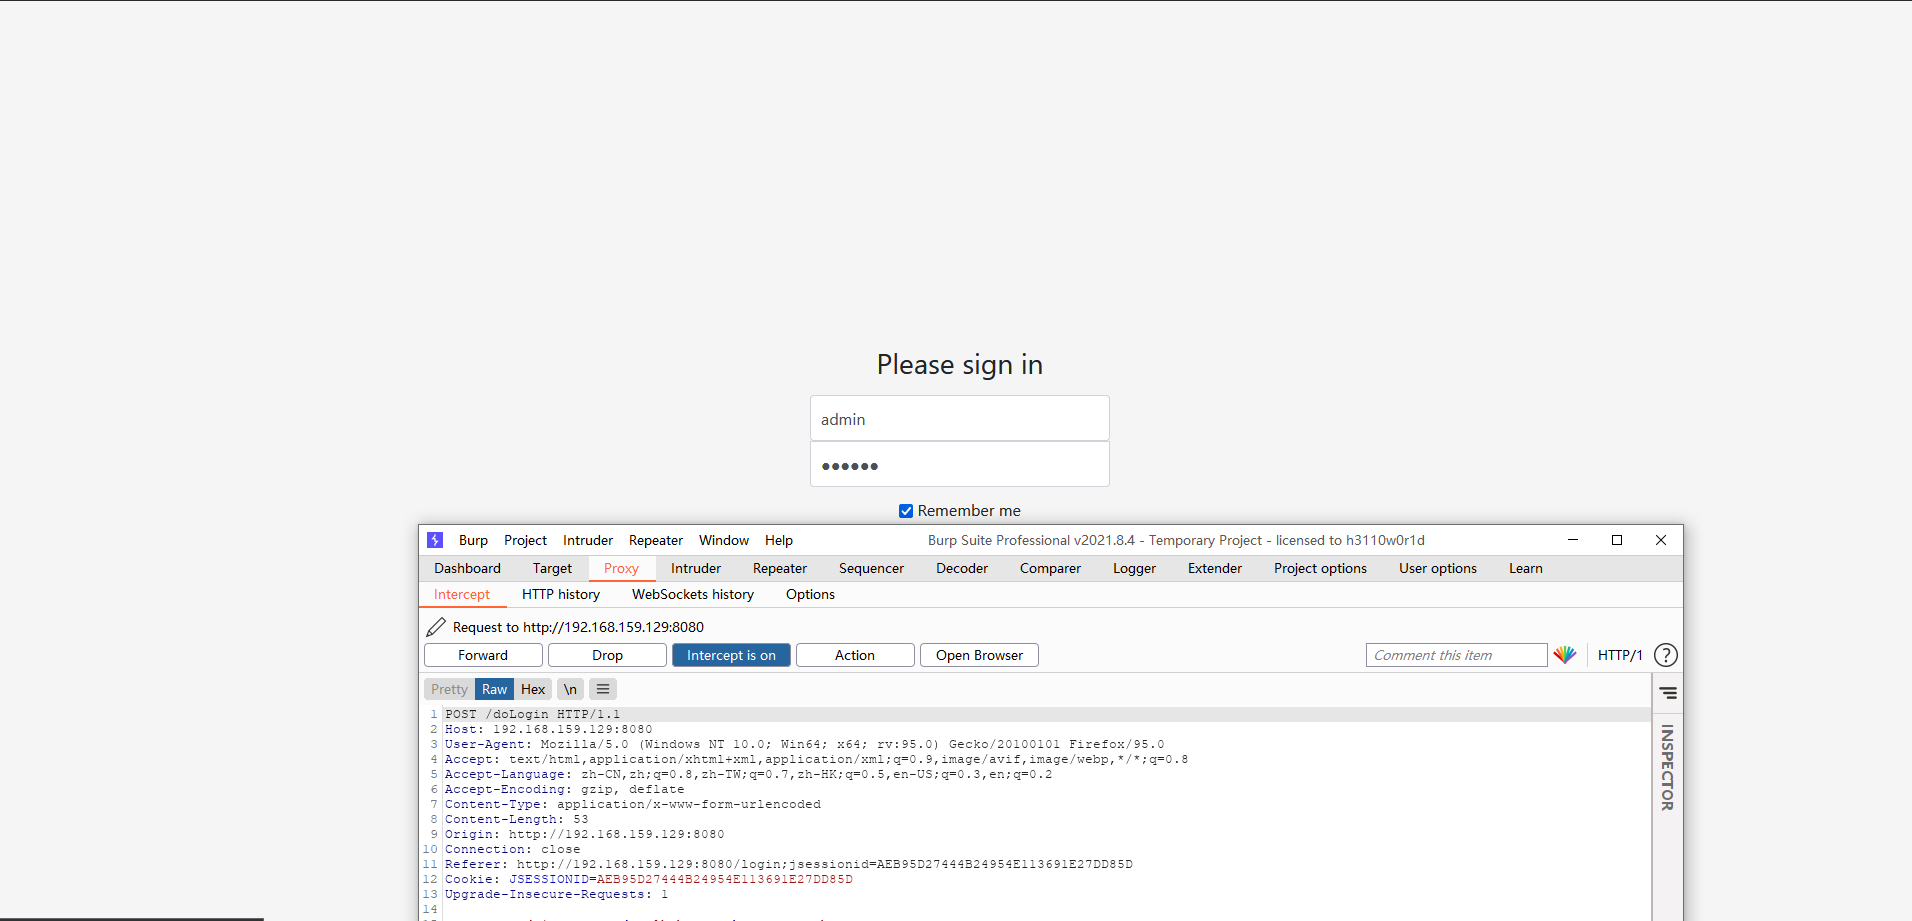 Please sign in
admin
••••••
Remember me
Burp Project Intruder Repeater Window Help Burp Suite Professional v2021.8.4 - Temporary Project - licensed to h3110w0r1d
Dashboard Target Proxy Intruder Repeater Sequencer Decoder Comparer Logger Extender Project options User options Learn
Intercept HTTP history WebSockets history Options
Request to http://192.168.159.129:8080
Forward Drop Intercept is on Action Open Browser Comment this item HTTP/1 ?
Pretty Raw Hex \n
1 POST /doLogin HTTP/1.1
2 Host: 192.168.159.129:8080
3 User-Agent: Mozilla/5.0 (Windows NT 10.0; Win64; x64; rv:95.0) Gecko/20100101 Firefox/95.0
4 Accept: text/html,application/xhtml+xml,application/xml;q=0.9,image/avif,image/webp,*/*;q=0.8
5 Accept-Language: zh-CN,zh;q=0.8,zh-TW;q=0.7,zh-HK;q=0.5,en-US;q=0.3,en;q=0.2
6 Accept-Encoding: gzip, deflate
7 Content-Type: application/x-www-form-urlencoded
8 Content-Length: 53
9 Origin: http://192.168.159.129:8080
10 Connection: close
11 Referer: http://192.168.159.129:8080/login;jsessionid=AEB95D27444B24954E113691E27DD85D
12 Cookie: JSESSIONID=AEB95D27444B24954E113691E27DD85D
13 Upgrade-Insecure-Requests: 1
14
INSPECTOR